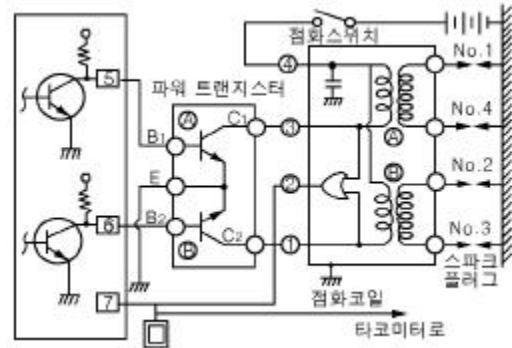 점화스위치
No.1
④
5
파워 트랜지스터
Ⓐ
C₁
③
No.4
B₁
Ⓐ
E
②
Ⓑ
No.2
6
B₂
Ⓑ
C₂
①
No.3
스파크
플러그
7
점화코일
타코미터로